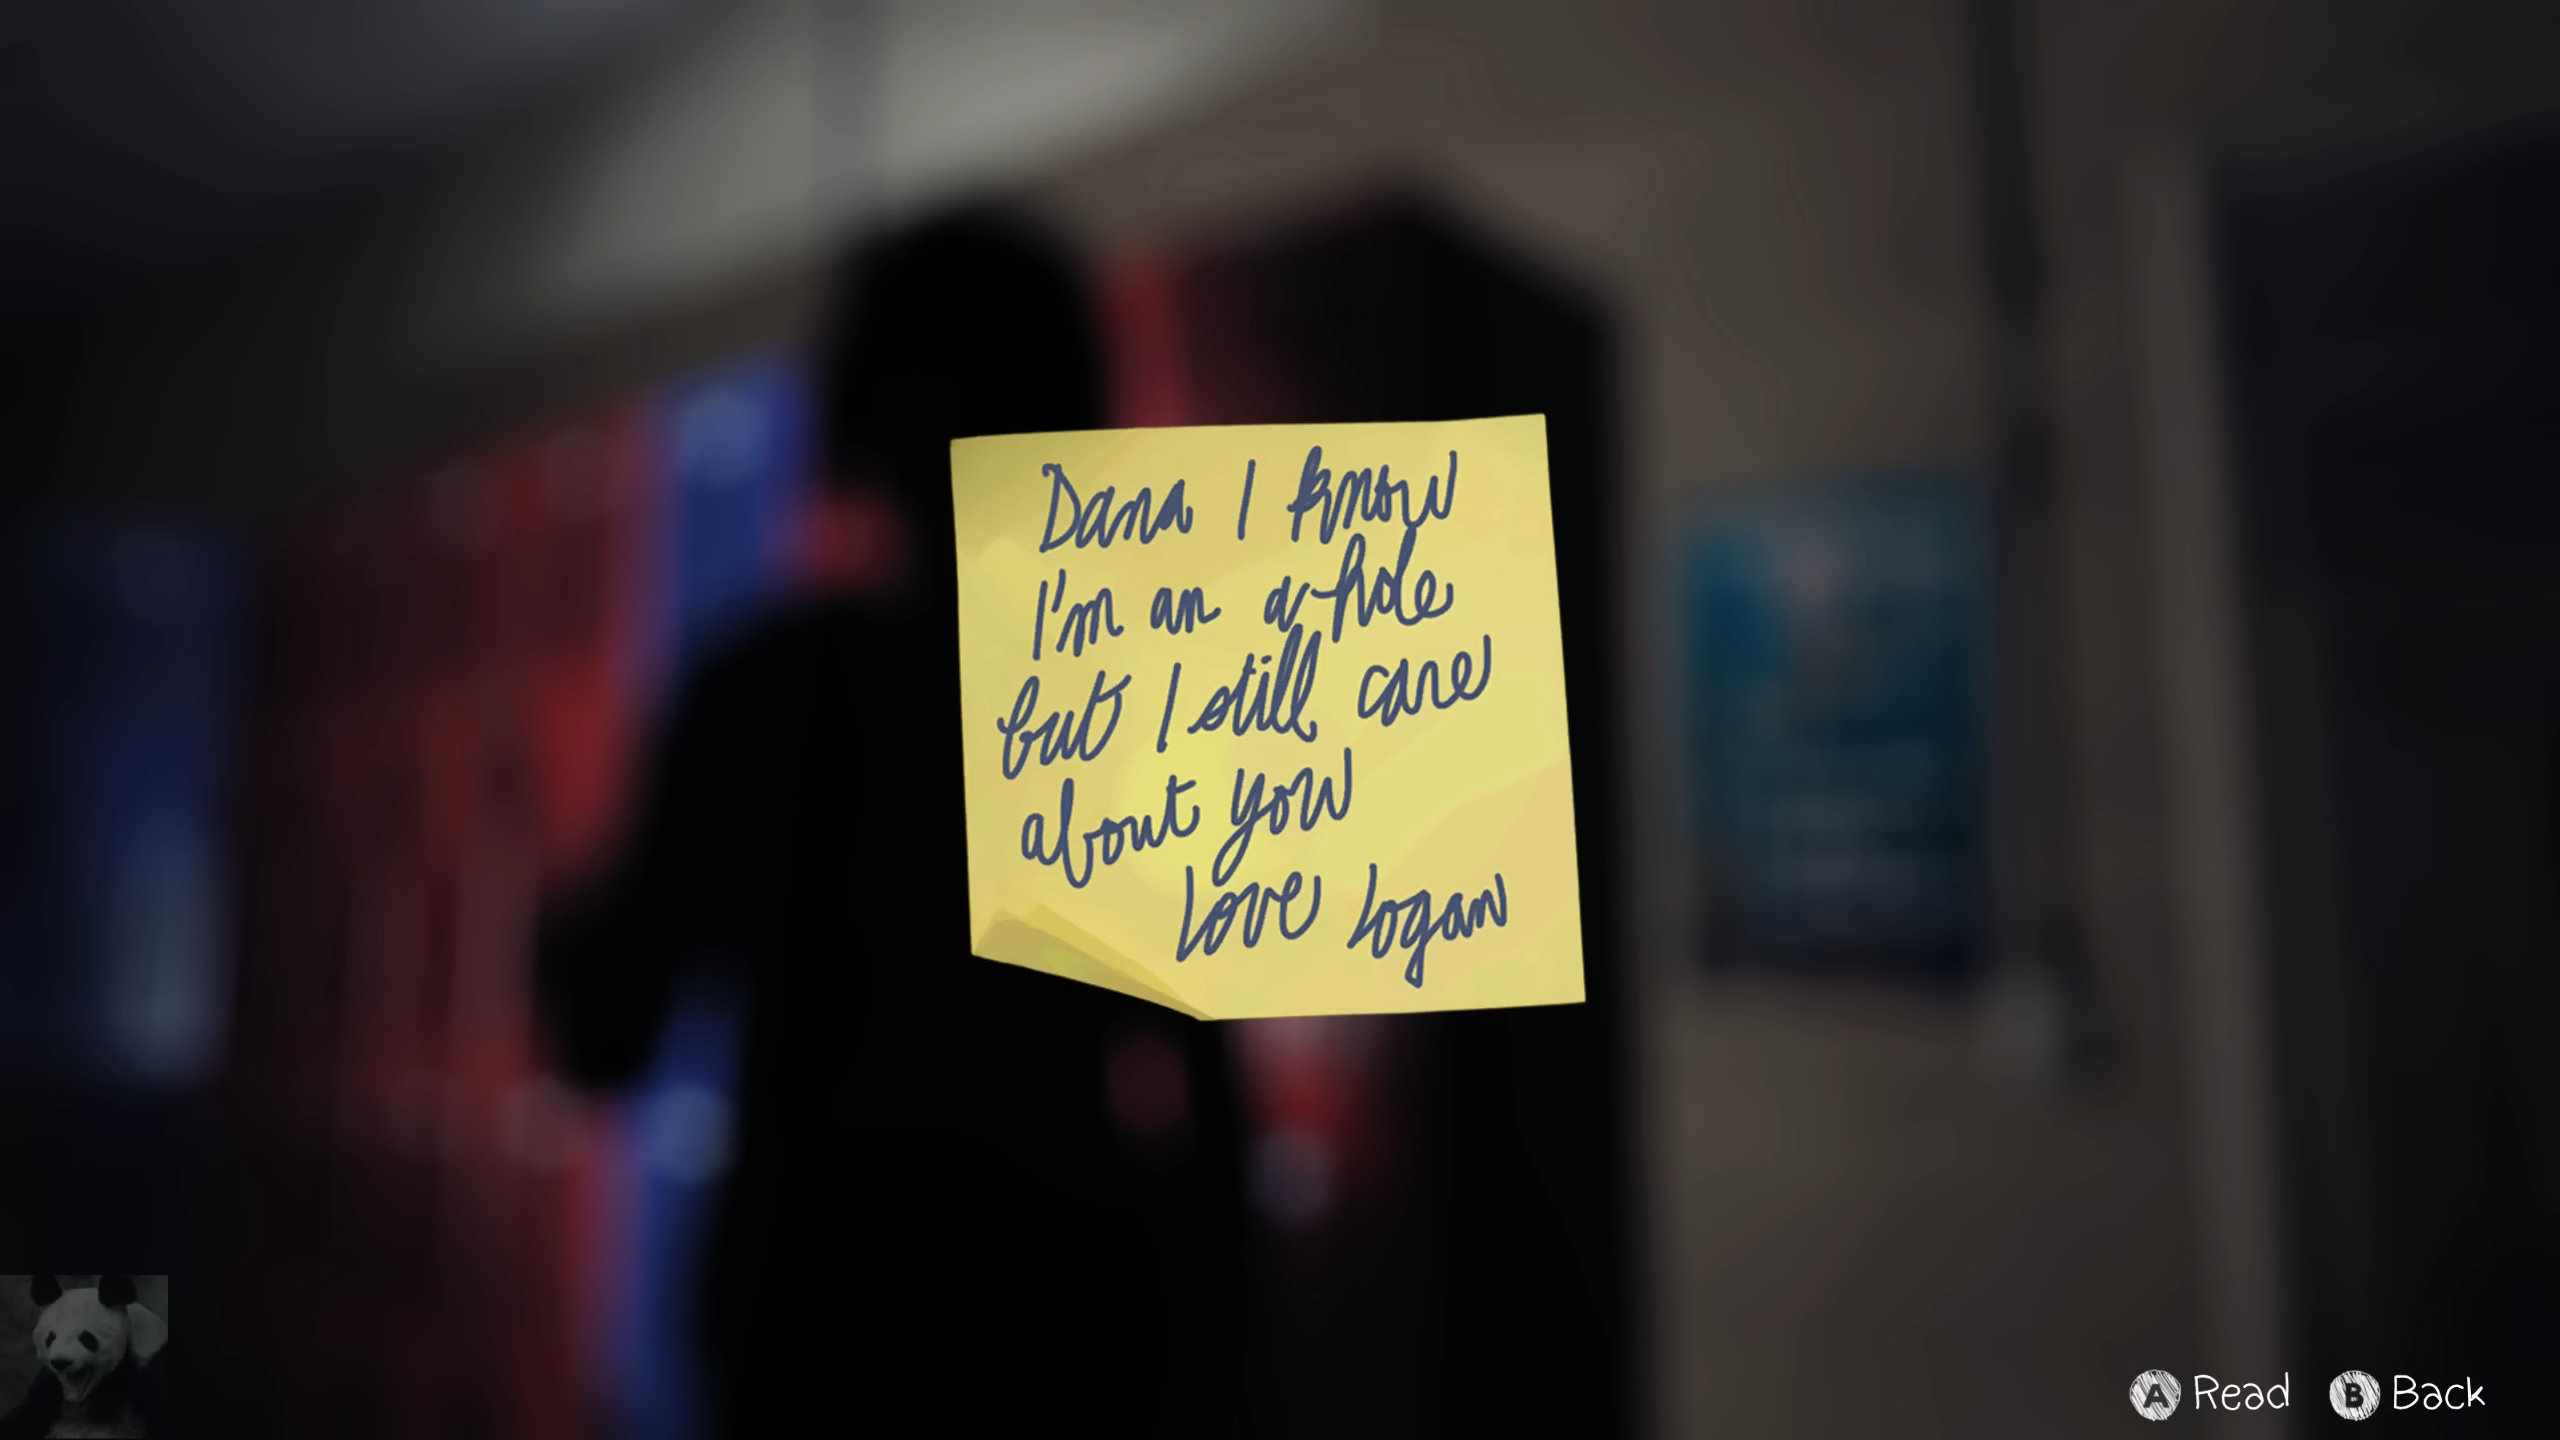 Dana I know
I'm an a-hole
but I still care
about you
Love Logan
A Read B Back